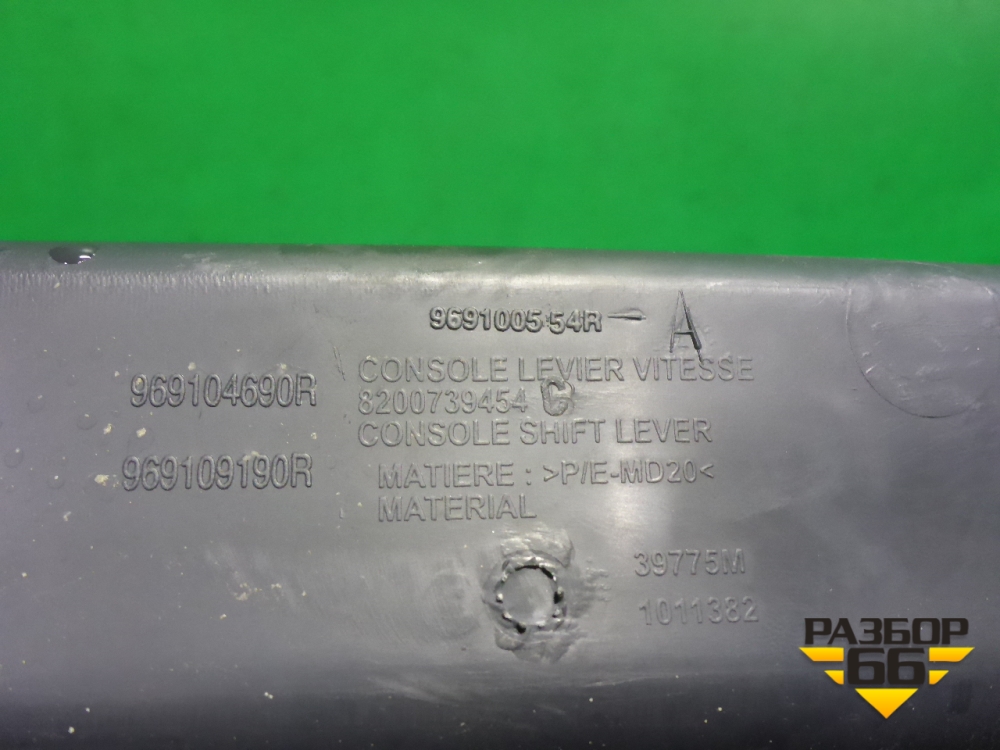 969100554R - A
CONSOLE LEVIER VITESSE
969104690R
8200739454 C
CONSOLE SHIFT LEVER
969109190R
MATIERE : >P/E-MD20<
MATERIAL
39775M
1011382
РАЗБОР
66